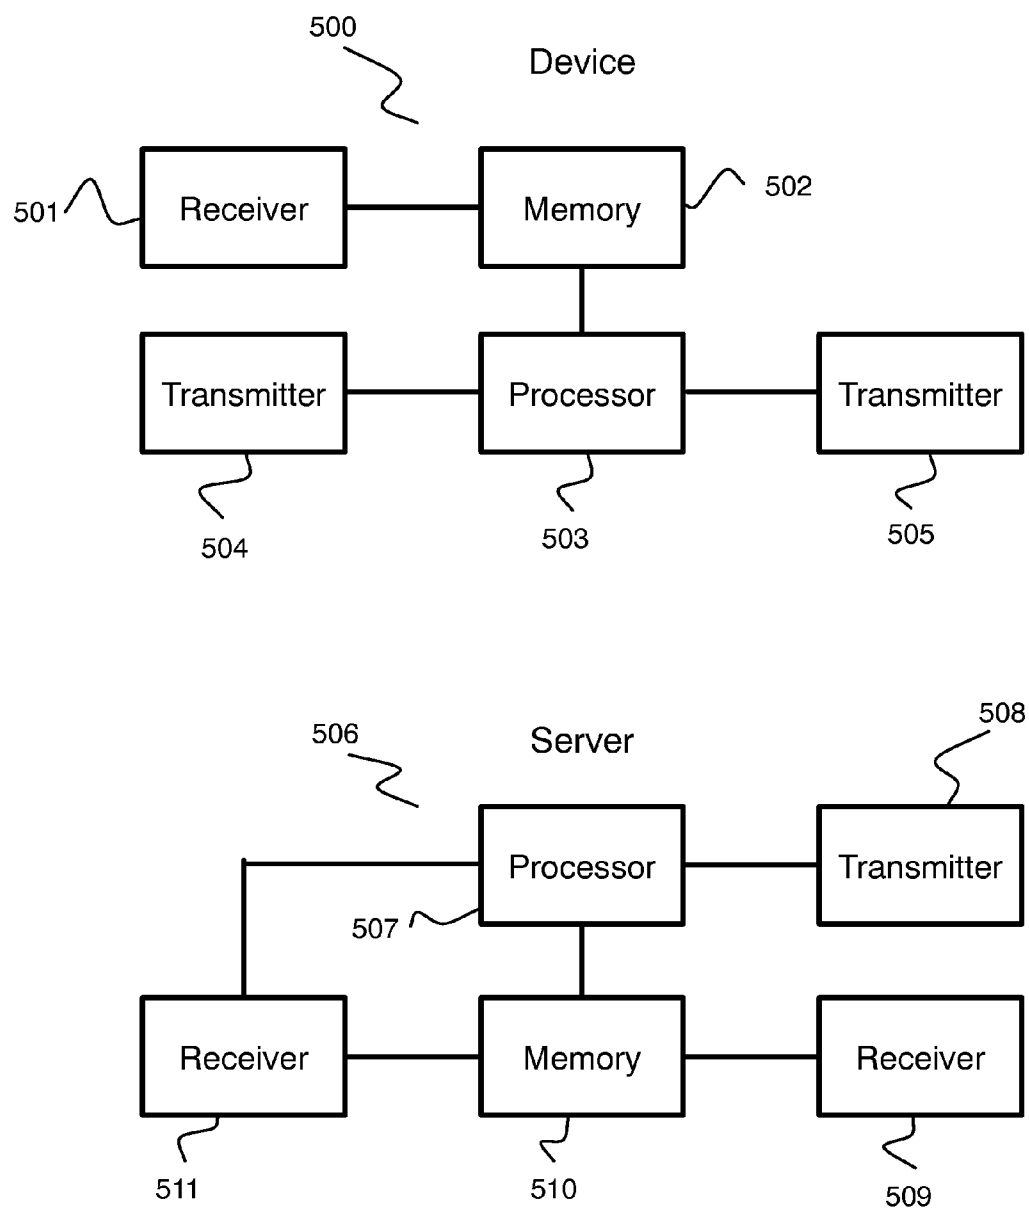 500
Device
501
Receiver
Memory
502
Transmitter
Processor
Transmitter
504
503
505
506
Server
508
Processor
Transmitter
507
Receiver
Memory
Receiver
511
510
509